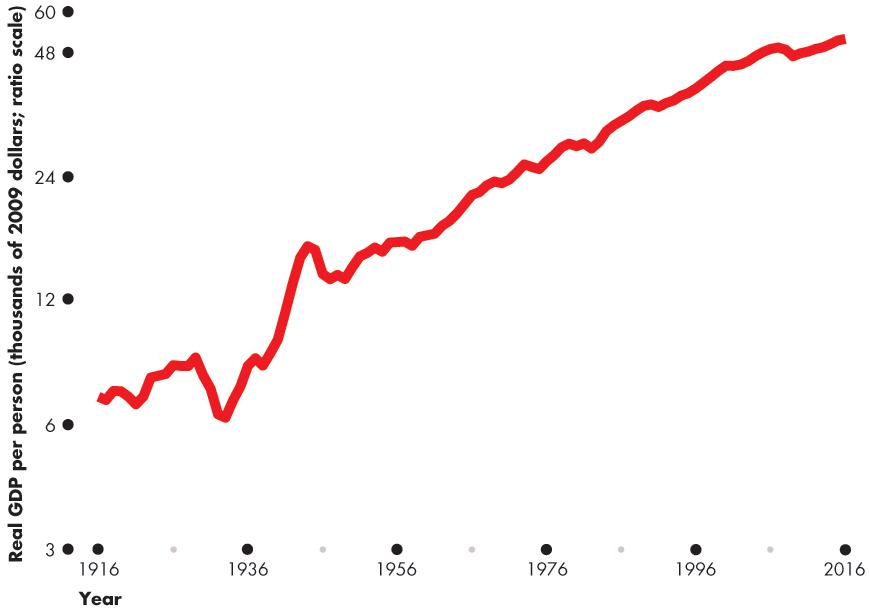 Real GDP per person (thousands of 2009 dollars; ratio scale)
60
48
24
12
6
3
1916 1936 1956 1976 1996 2016
Year